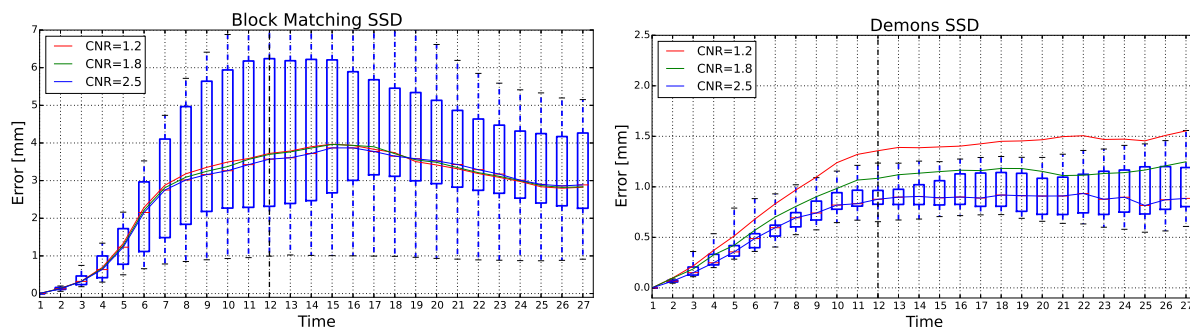 Block Matching SSD
7
6
5
4
3
2
1
0
Error [mm]
CNR=1.2
CNR=1.8
CNR=2.5
1 2 3 4 5 6 7 8 9 10 11 12 13 14 15 16 17 18 19 20 21 22 23 24 25 26 27
Time
Demons SSD
2.5
2.0
1.5
1.0
0.5
0.0
Error [mm]
CNR=1.2
CNR=1.8
CNR=2.5
1 2 3 4 5 6 7 8 9 10 11 12 13 14 15 16 17 18 19 20 21 22 23 24 25 26 27
Time